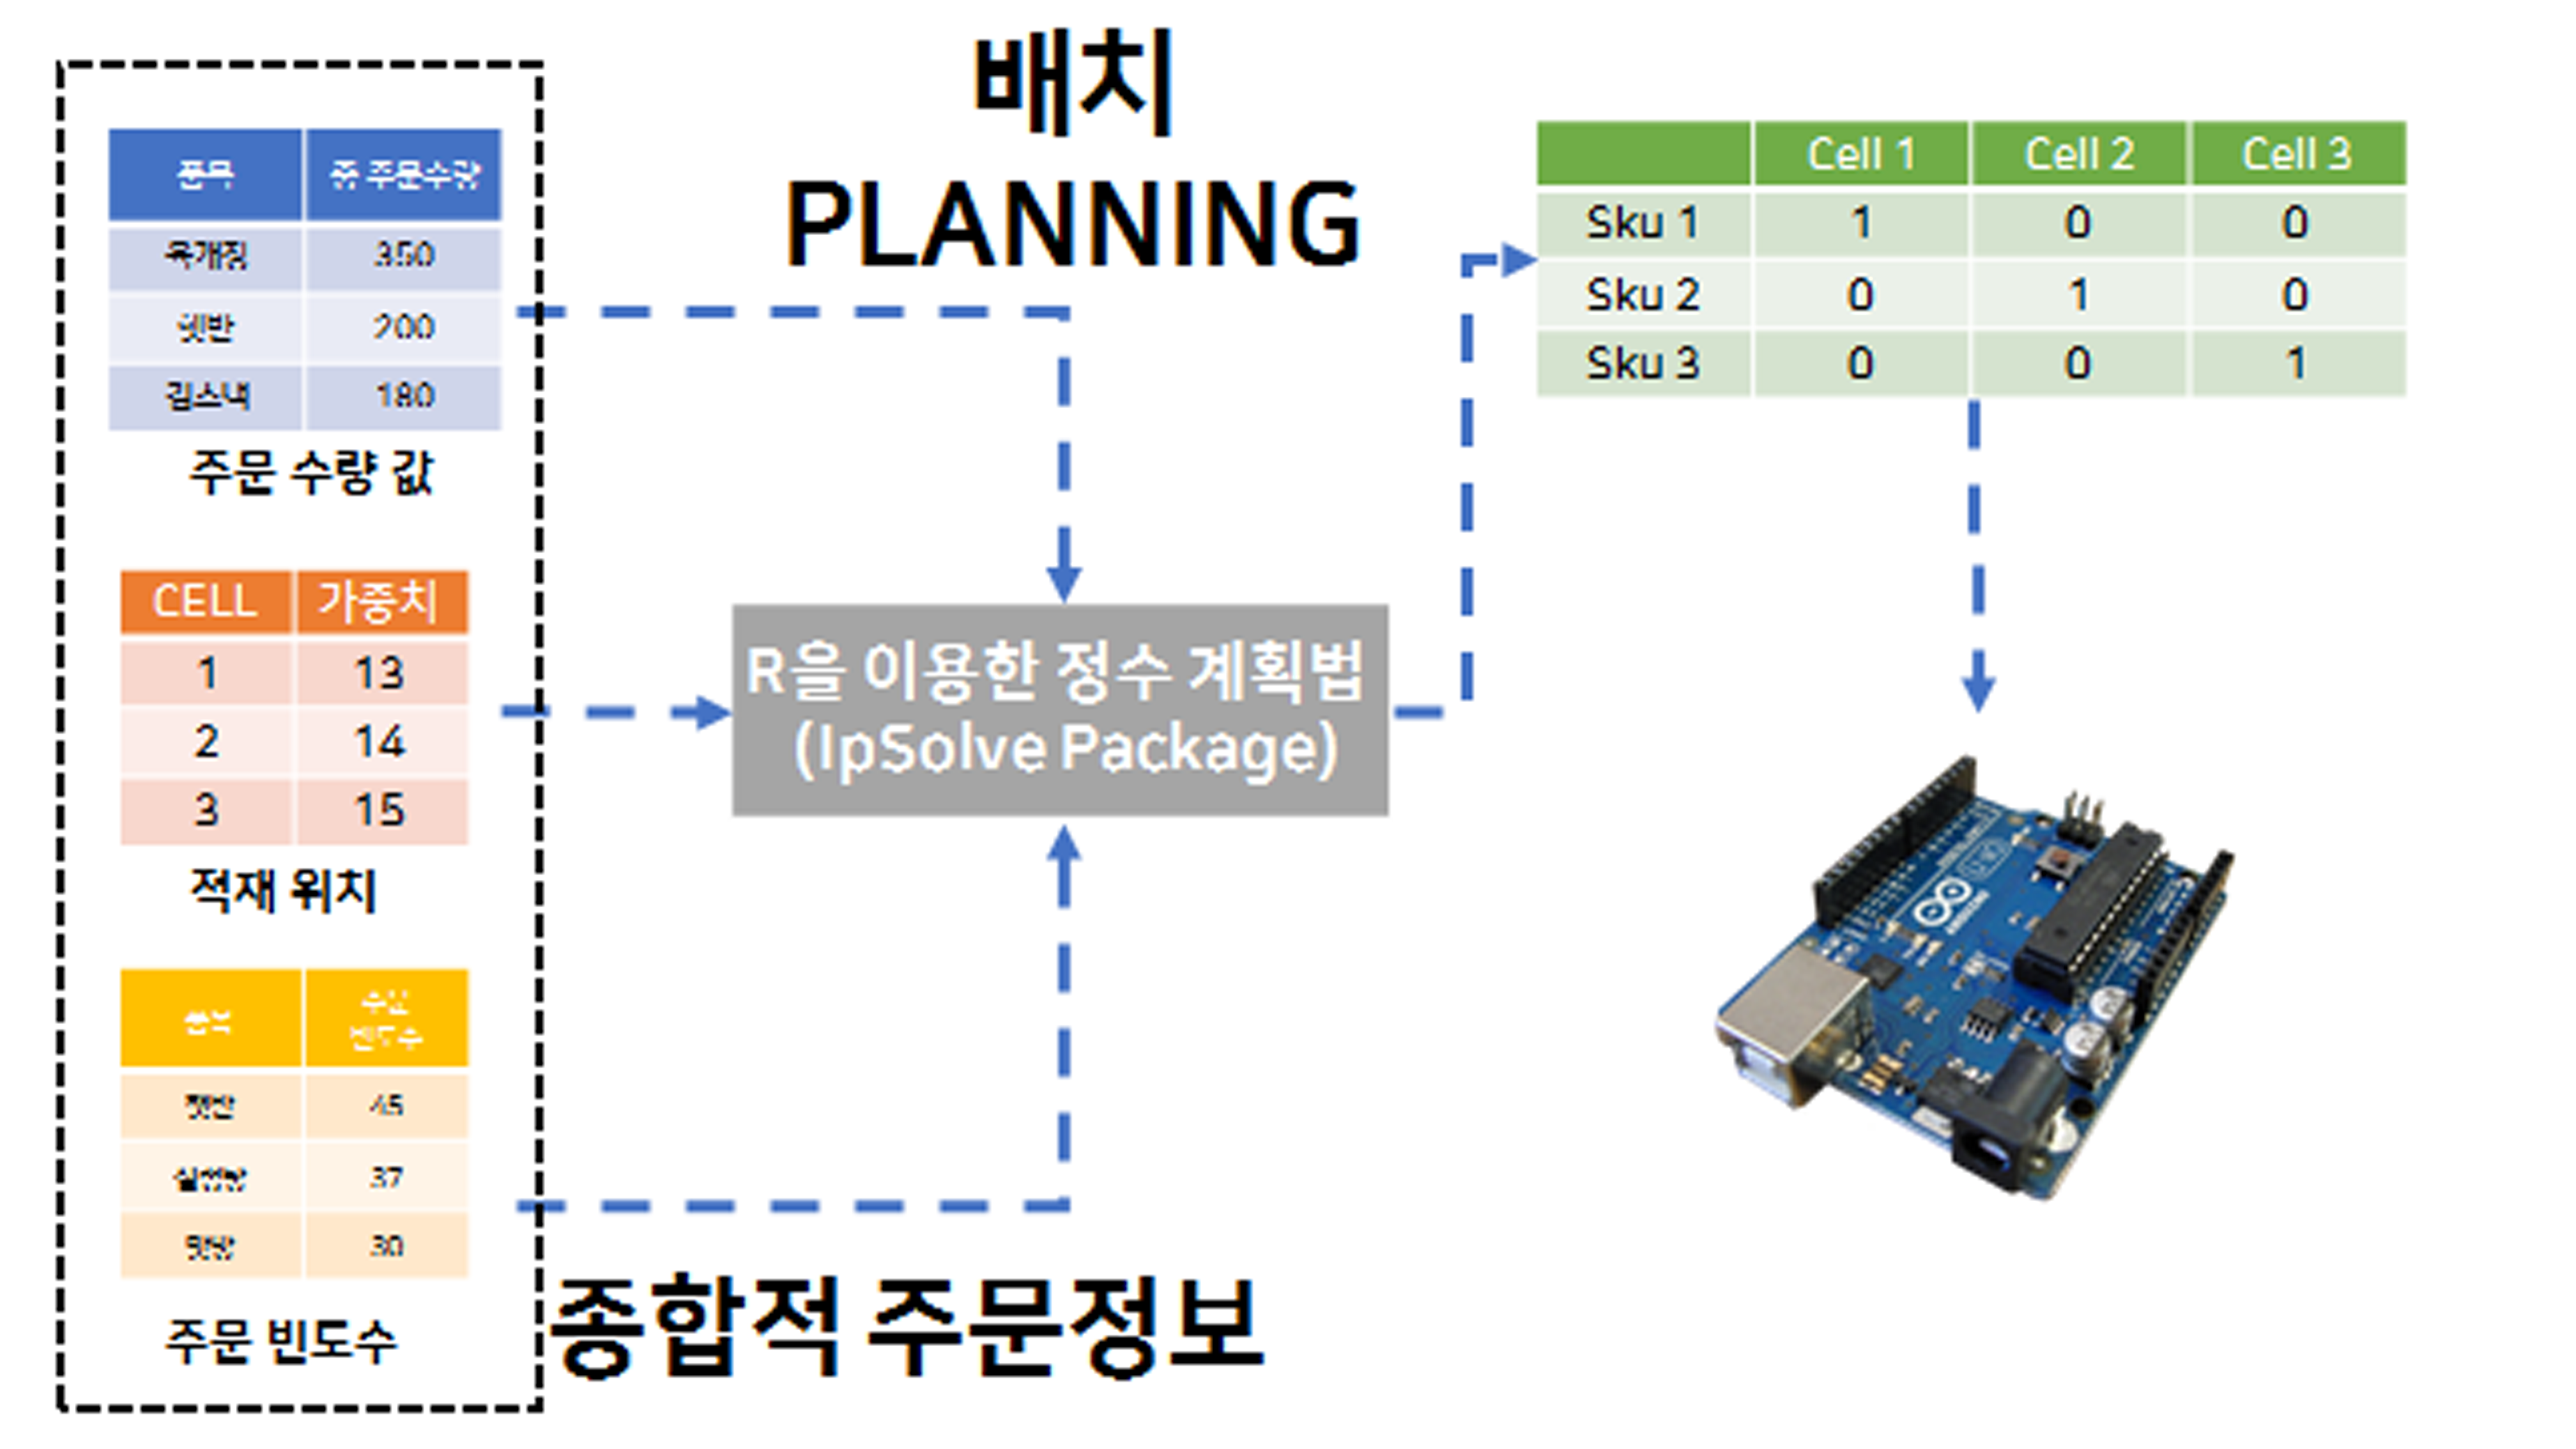 배치
PLANNING
품목 총 주문수량
육개장 350
햇반 200
김스낵 180
주문 수량 값
CELL 가중치
1 13
2 14
3 15
적재 위치
품목 주문
빈도수
햇반 45
설렁탕 37
30
주문 빈도수
종합적 주문정보
R을 이용한 정수 계획법
(IpSolve Package)
Cell 1 Cell 2 Cell 3
Sku 1 1 0 0
Sku 2 0 1 0
Sku 3 0 0 1